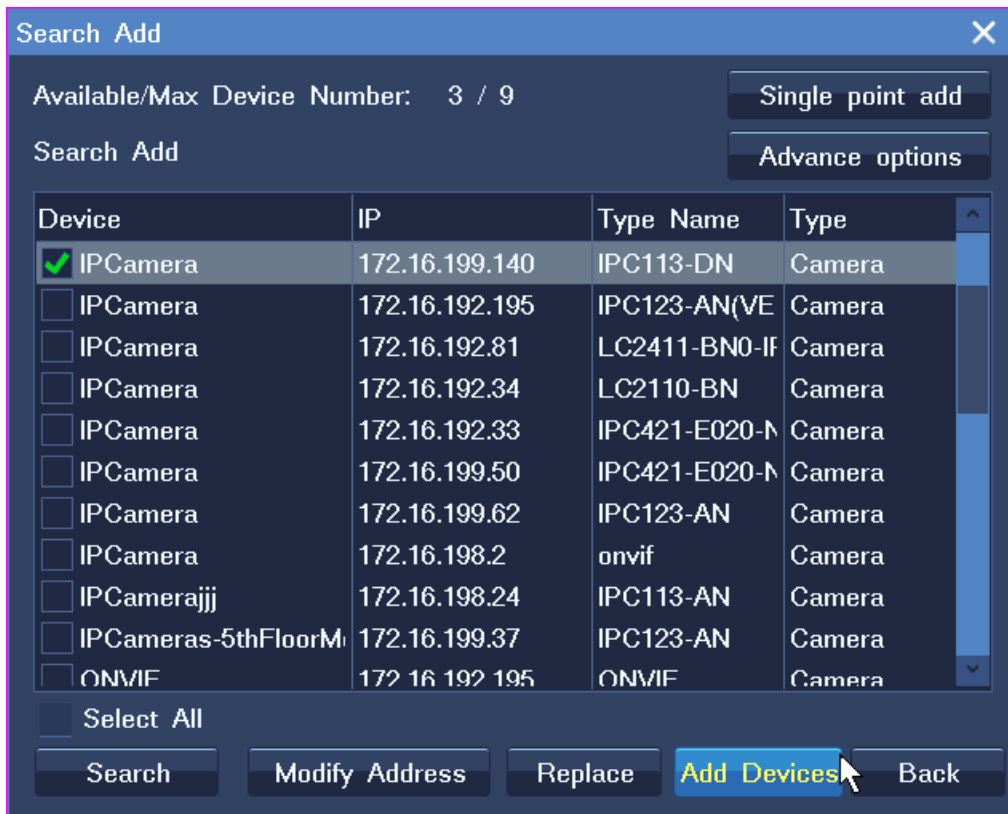 Search Add
Available/Max Device Number: 3 / 9
Single point add
Search Add
Advance options
Device IP Type Name Type
IPCamera 172.16.199.140 IPC113-DN Camera
IPCamera 172.16.192.195 IPC123-AN(VE Camera
IPCamera 172.16.192.81 LC2411-BN0-IF Camera
IPCamera 172.16.192.34 LC2110-BN Camera
IPCamera 172.16.192.33 IPC421-E020-N Camera
IPCamera 172.16.199.50 IPC421-E020-N Camera
IPCamera 172.16.199.62 IPC123-AN Camera
IPCamera 172.16.198.2 onvif Camera
IPCamerajjj 172.16.198.24 IPC113-AN Camera
IPCameras-5thFloorM 172.16.199.37 IPC123-AN Camera
ONVIF 172.16.192.195 ONVIF Camera
Select All
Search Modify Address Replace Add Devices Back